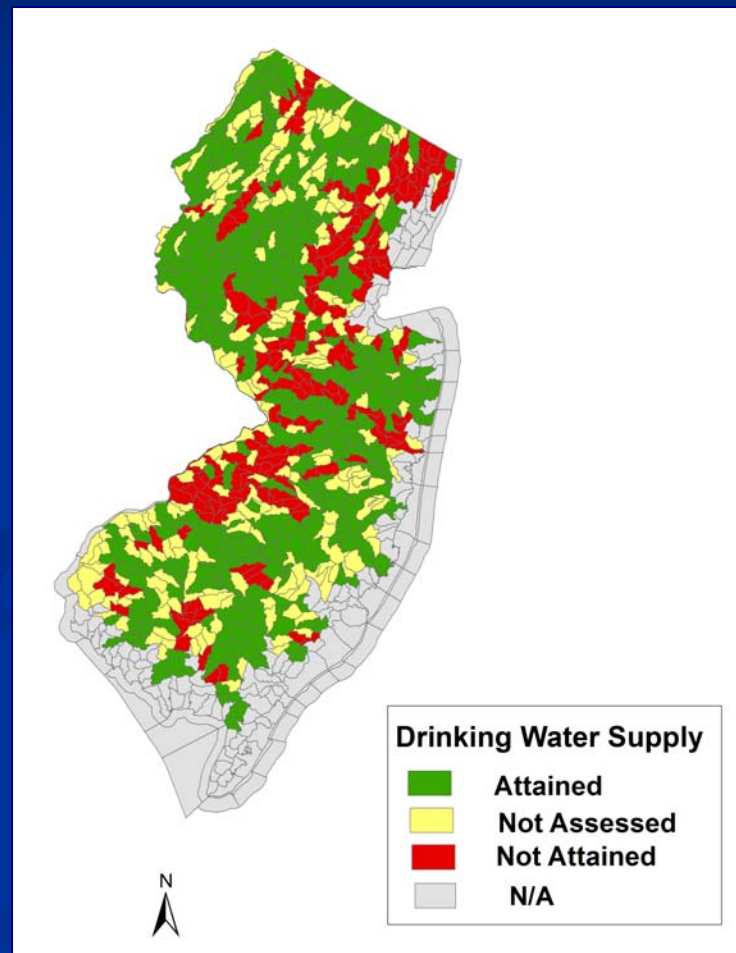 Drinking Water Supply
Attained
Not Assessed
Not Attained
N/A
N